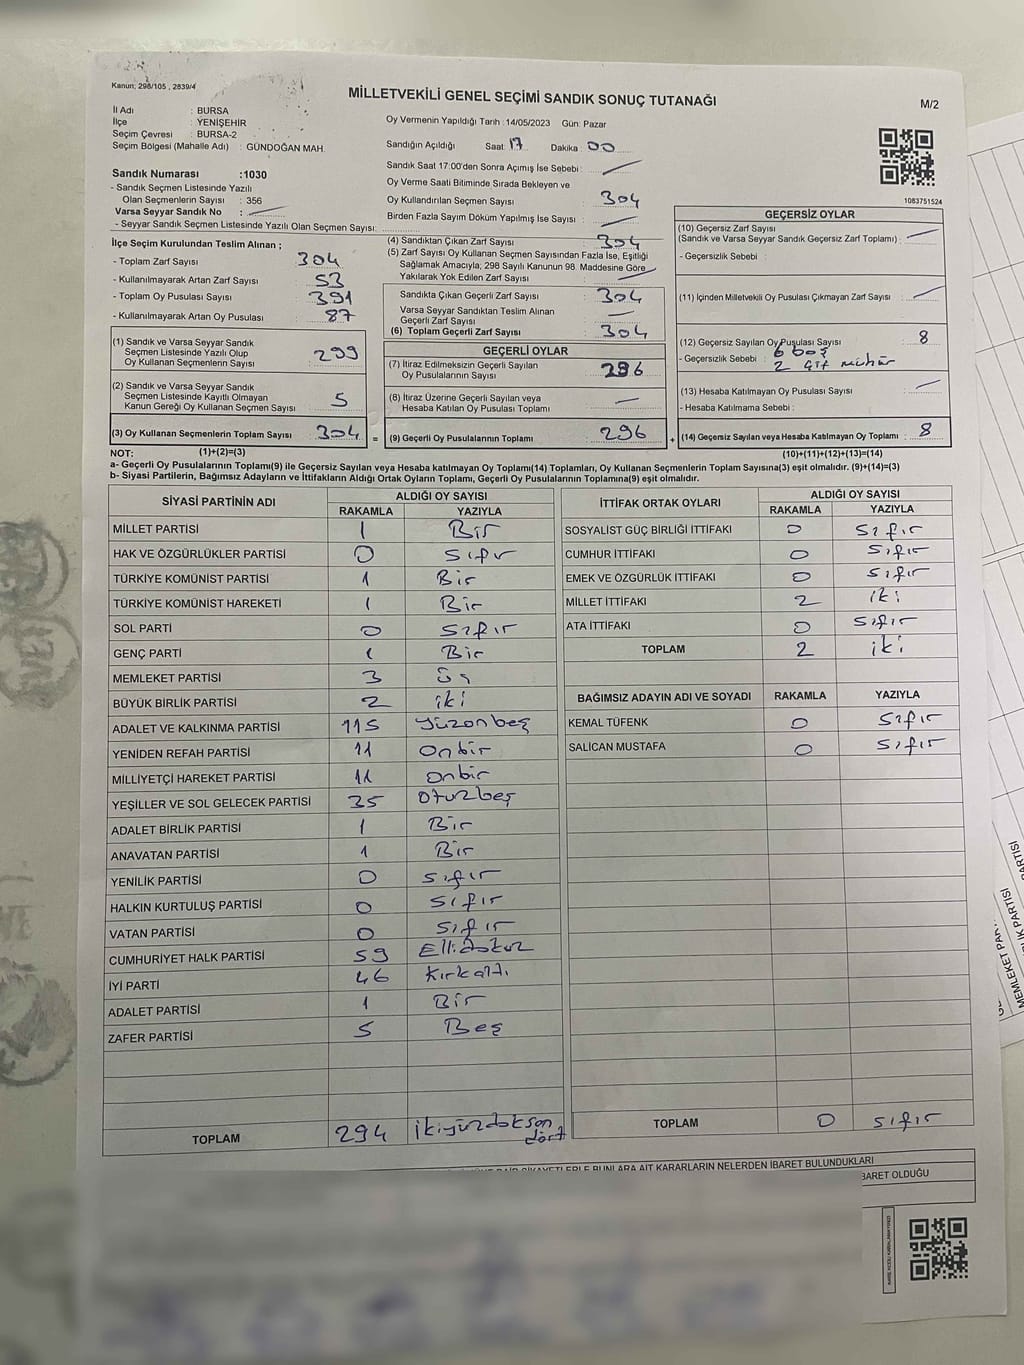 Kanun; 298/105 , 2839/4
MİLLETVEKİLİ GENEL SEÇİMİ SANDIK SONUÇ TUTANAĞI
M/2
İl Adı : BURSA
İlçe : YENİŞEHİR
Seçim Çevresi : BURSA-2
Seçim Bölgesi (Mahalle Adı) : GÜNDOĞAN MAH.
Oy Vermenin Yapıldığı Tarih : 14/05/2023 Gün: Pazar
Sandığın Açıldığı Saat: 17 Dakika : 00
Sandık Saat 17:00'den Sonra Açımış İse Sebebi :
Oy Verme Saati Bitiminde Sırada Bekleyen ve
Oy Kullandırılan Seçmen Sayısı 304
Birden Fazla Sayım Döküm Yapılmış İse Sayısı :
Sandık Numarası :1030
- Sandık Seçmen Listesinde Yazılı
Olan Seçmenlerin Sayısı : 356
Varsa Seyyar Sandık No :
- Seyyar Sandık Seçmen Listesinde Yazılı Olan Seçmen Sayısı:
1083751524
İlçe Seçim Kurulundan Teslim Alınan ;
- Toplam Zarf Sayısı 304
- Kullanılmayarak Artan Zarf Sayısı 53
- Toplam Oy Pusulası Sayısı 391
- Kullanılmayarak Artan Oy Pusulası 87
(4) Sandıktan Çıkan Zarf Sayısı 304
(5) Zarf Sayısı Oy Kullanan Seçmen Sayısından Fazla İse, Eşitliği
Sağlamak Amacıyla, 298 Sayılı Kanunun 98. Maddesine Göre
Yakılarak Yok Edilen Zarf Sayısı
Sandıkta Çıkan Geçerli Zarf Sayısı 304
Varsa Seyyar Sandıktan Teslim Alınan
Geçerli Zarf Sayısı
(6) Toplam Geçerli Zarf Sayısı 304
GEÇERSİZ OYLAR
(10) Geçersiz Zarf Sayısı
(Sandık ve Varsa Seyyar Sandık Geçersiz Zarf Toplamı) :
- Geçersizlik Sebebi :
(11) İçinden Milletvekili Oy Pusulası Çıkmayan Zarf Sayısı
(12) Geçersiz Sayılan Oy Pusulası Sayısı 8
- Geçersizlik Sebebi : 6 boş
2 çift mühür
(13) Hesaba Katılmayan Oy Pusulası Sayısı
- Hesaba Katılmama Sebebi :
(14) Geçersiz Sayılan veya Hesaba Katılmayan Oy Toplamı : 8
(1) Sandık ve Varsa Seyyar Sandık
Seçmen Listesinde Yazılı Olup
Oy Kullanan Seçmenlerin Sayısı 299
(2) Sandık ve Varsa Seyyar Sandık
Seçmen Listesinde Kayıtlı Olmayan
Kanun Gereği Oy Kullanan Seçmen Sayısı 5
(3) Oy Kullanan Seçmenlerin Toplam Sayısı 304 =
GEÇERLİ OYLAR
(7) İtiraz Edilmeksizin Geçerli Sayılan
Oy Pusulalarının Sayısı 296
(8) İtiraz Üzerine Geçerli Sayılan veya
Hesaba Katılan Oy Pusulası Toplamı
(9) Geçerli Oy Pusulalarının Toplamı 296 +
NOT: (1)+(2)=(3) (10)+(11)+(12)+(13)=(14)
a- Geçerli Oy Pusulalarının Toplamı(9) ile Geçersiz Sayılan veya Hesaba katılmayan Oy Toplamı(14) Toplamları, Oy Kullanan Seçmenlerin Toplam Sayısına(3) eşit olmalıdır. (9)+(14)=(3)
b- Siyasi Partilerin, Bağımsız Adayların ve İttifakların Aldığı Ortak Oyların Toplamı, Geçerli Oy Pusulalarının Toplamına(9) eşit olmalıdır.
SİYASİ PARTİNİN ADI ALDIĞI OY SAYISI
RAKAMLA YAZIYLA
MİLLET PARTİSİ 1 Bir
HAK VE ÖZGÜRLÜKLER PARTİSİ 0 Sıfır
TÜRKİYE KOMÜNİST PARTİSİ 1 Bir
TÜRKİYE KOMÜNİST HAREKETİ 1 Bir
SOL PARTİ 0 Sıfır
GENÇ PARTİ 1 Bir
MEMLEKET PARTİSİ 3 Üç
BÜYÜK BİRLİK PARTİSİ 2 iki
ADALET VE KALKINMA PARTİSİ 115 Yüzonbeş
YENİDEN REFAH PARTİSİ 11 Onbir
MİLLİYETÇİ HAREKET PARTİSİ 11 Onbir
YEŞİLLER VE SOL GELECEK PARTİSİ 35 Otuzbeş
ADALET BİRLİK PARTİSİ 1 Bir
ANAVATAN PARTİSİ 1 Bir
YENİLİK PARTİSİ 0 Sıfır
HALKIN KURTULUŞ PARTİSİ 0 Sıfır
VATAN PARTİSİ 0 Sıfır
CUMHURİYET HALK PARTİSİ 59 Ellidokuz
İYİ PARTİ 46 Kırkaltı
ADALET PARTİSİ 1 Bir
ZAFER PARTİSİ 5 Beş
TOPLAM 294 ikiyüzdoksan
dört
İTTİFAK ORTAK OYLARI ALDIĞI OY SAYISI
RAKAMLA YAZIYLA
SOSYALİST GÜÇ BİRLİĞİ İTTİFAKI 0 Sıfır
CUMHUR İTTİFAKI 0 Sıfır
EMEK VE ÖZGÜRLÜK İTTİFAKI 0 Sıfır
MİLLET İTTİFAKI 2 iki
ATA İTTİFAKI 0 Sıfır
TOPLAM 2 iki
BAĞIMSIZ ADAYIN ADI VE SOYADI RAKAMLA YAZIYLA
KEMAL TÜFENK 0 Sıfır
SALİCAN MUSTAFA 0 Sıfır
TOPLAM 0 Sıfır
BUNLARA AİT KARARLARIN NELERDEN İBARET BULUNDUKLARI
İBARET OLDUĞU
MEMLEKET PARTİSİ
PARTİSİ